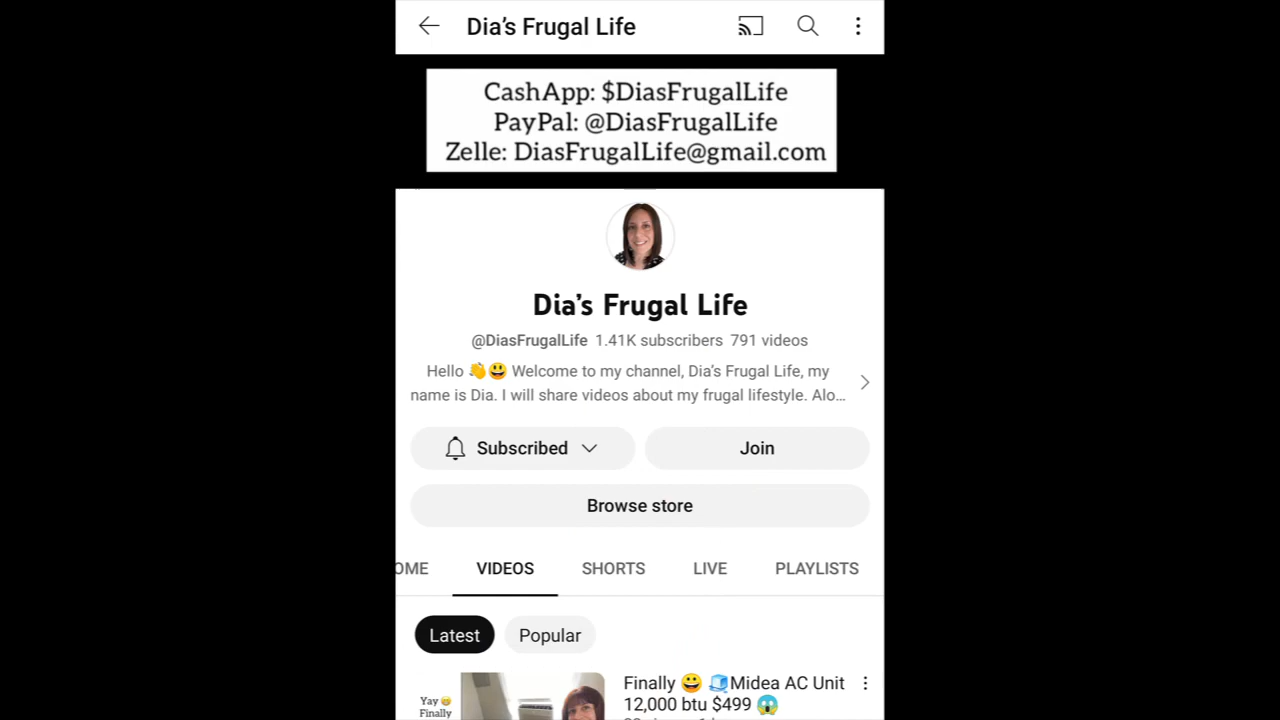 Dia’s Frugal Life
CashApp: $DiasFrugalLife
PayPal: @DiasFrugalLife
Zelle: DiasFrugalLife@gmail.com
Dia’s Frugal Life
@DiasFrugalLife 1.41K subscribers 791 videos
Hello 👋😃 Welcome to my channel, Dia’s Frugal Life, my
name is Dia. I will share videos about my frugal lifestyle. Alo...
Subscribed Join
Browse store
OME VIDEOS SHORTS LIVE PLAYLISTS
Latest Popular
Yay
Finally
Finally 😀 🧊Midea AC Unit
12,000 btu $499 😱